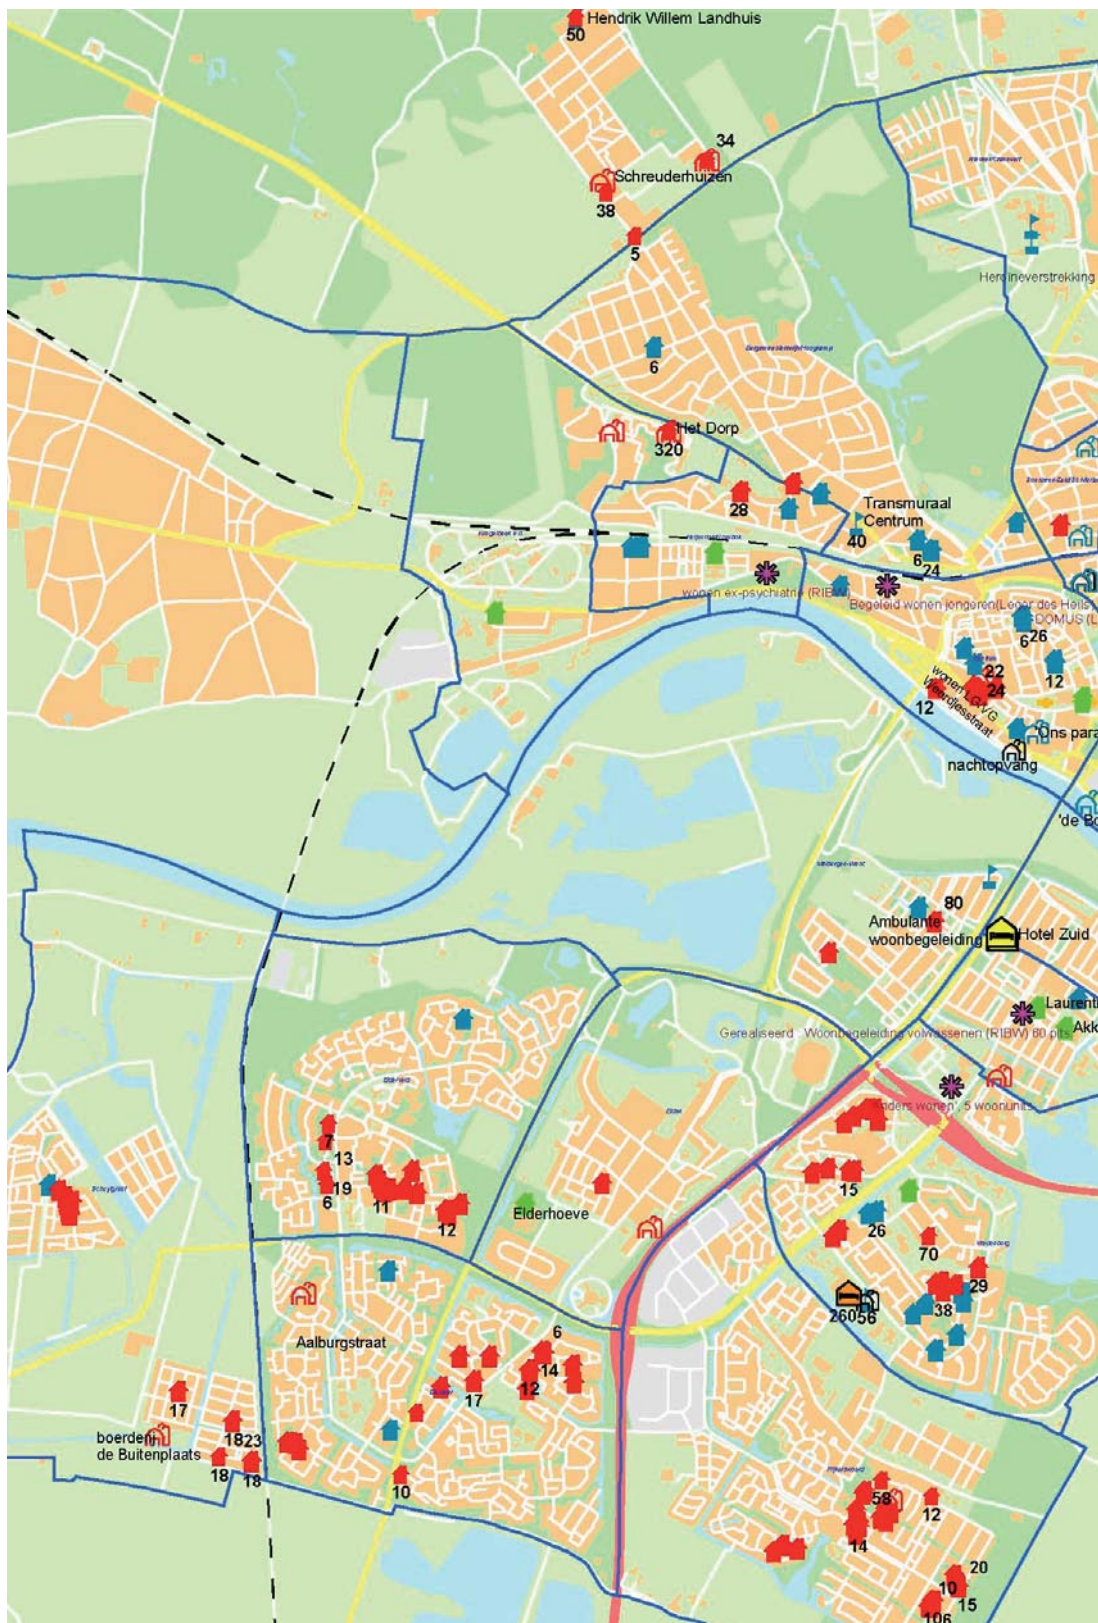 Hendrik Willem Landhuis
50
34
Schreuderhuizen
38
5
Heroïneverstrekking
6
Het Dorp
320
28
Transmuraal
Centrum
40
6
24
wonen ex-psychiatrie (RIBW)
Begeleid wonen jongeren(Leger des Heils)
DOMUS (L
26
6
22
12
24
wonen LG/VG
Weerdjesstraat
12
'Ons para
nachtopvang
'de Bo
80
Ambulante
woonbegeleiding
Hotel Zuid
Laurenti
Akk
Gerealiseerd : Woonbegeleiding volwassenen (RIBW) 60 plts
'Anders wonen', 5 woonunits
7
13
19
6
11
12
15
Elderhoeve
26
70
29
38
260
56
Aalburgstraat
6
14
12
17
17
boerderij
de Buitenplaats
18
23
18
18
10
58
12
14
20
10
15
106